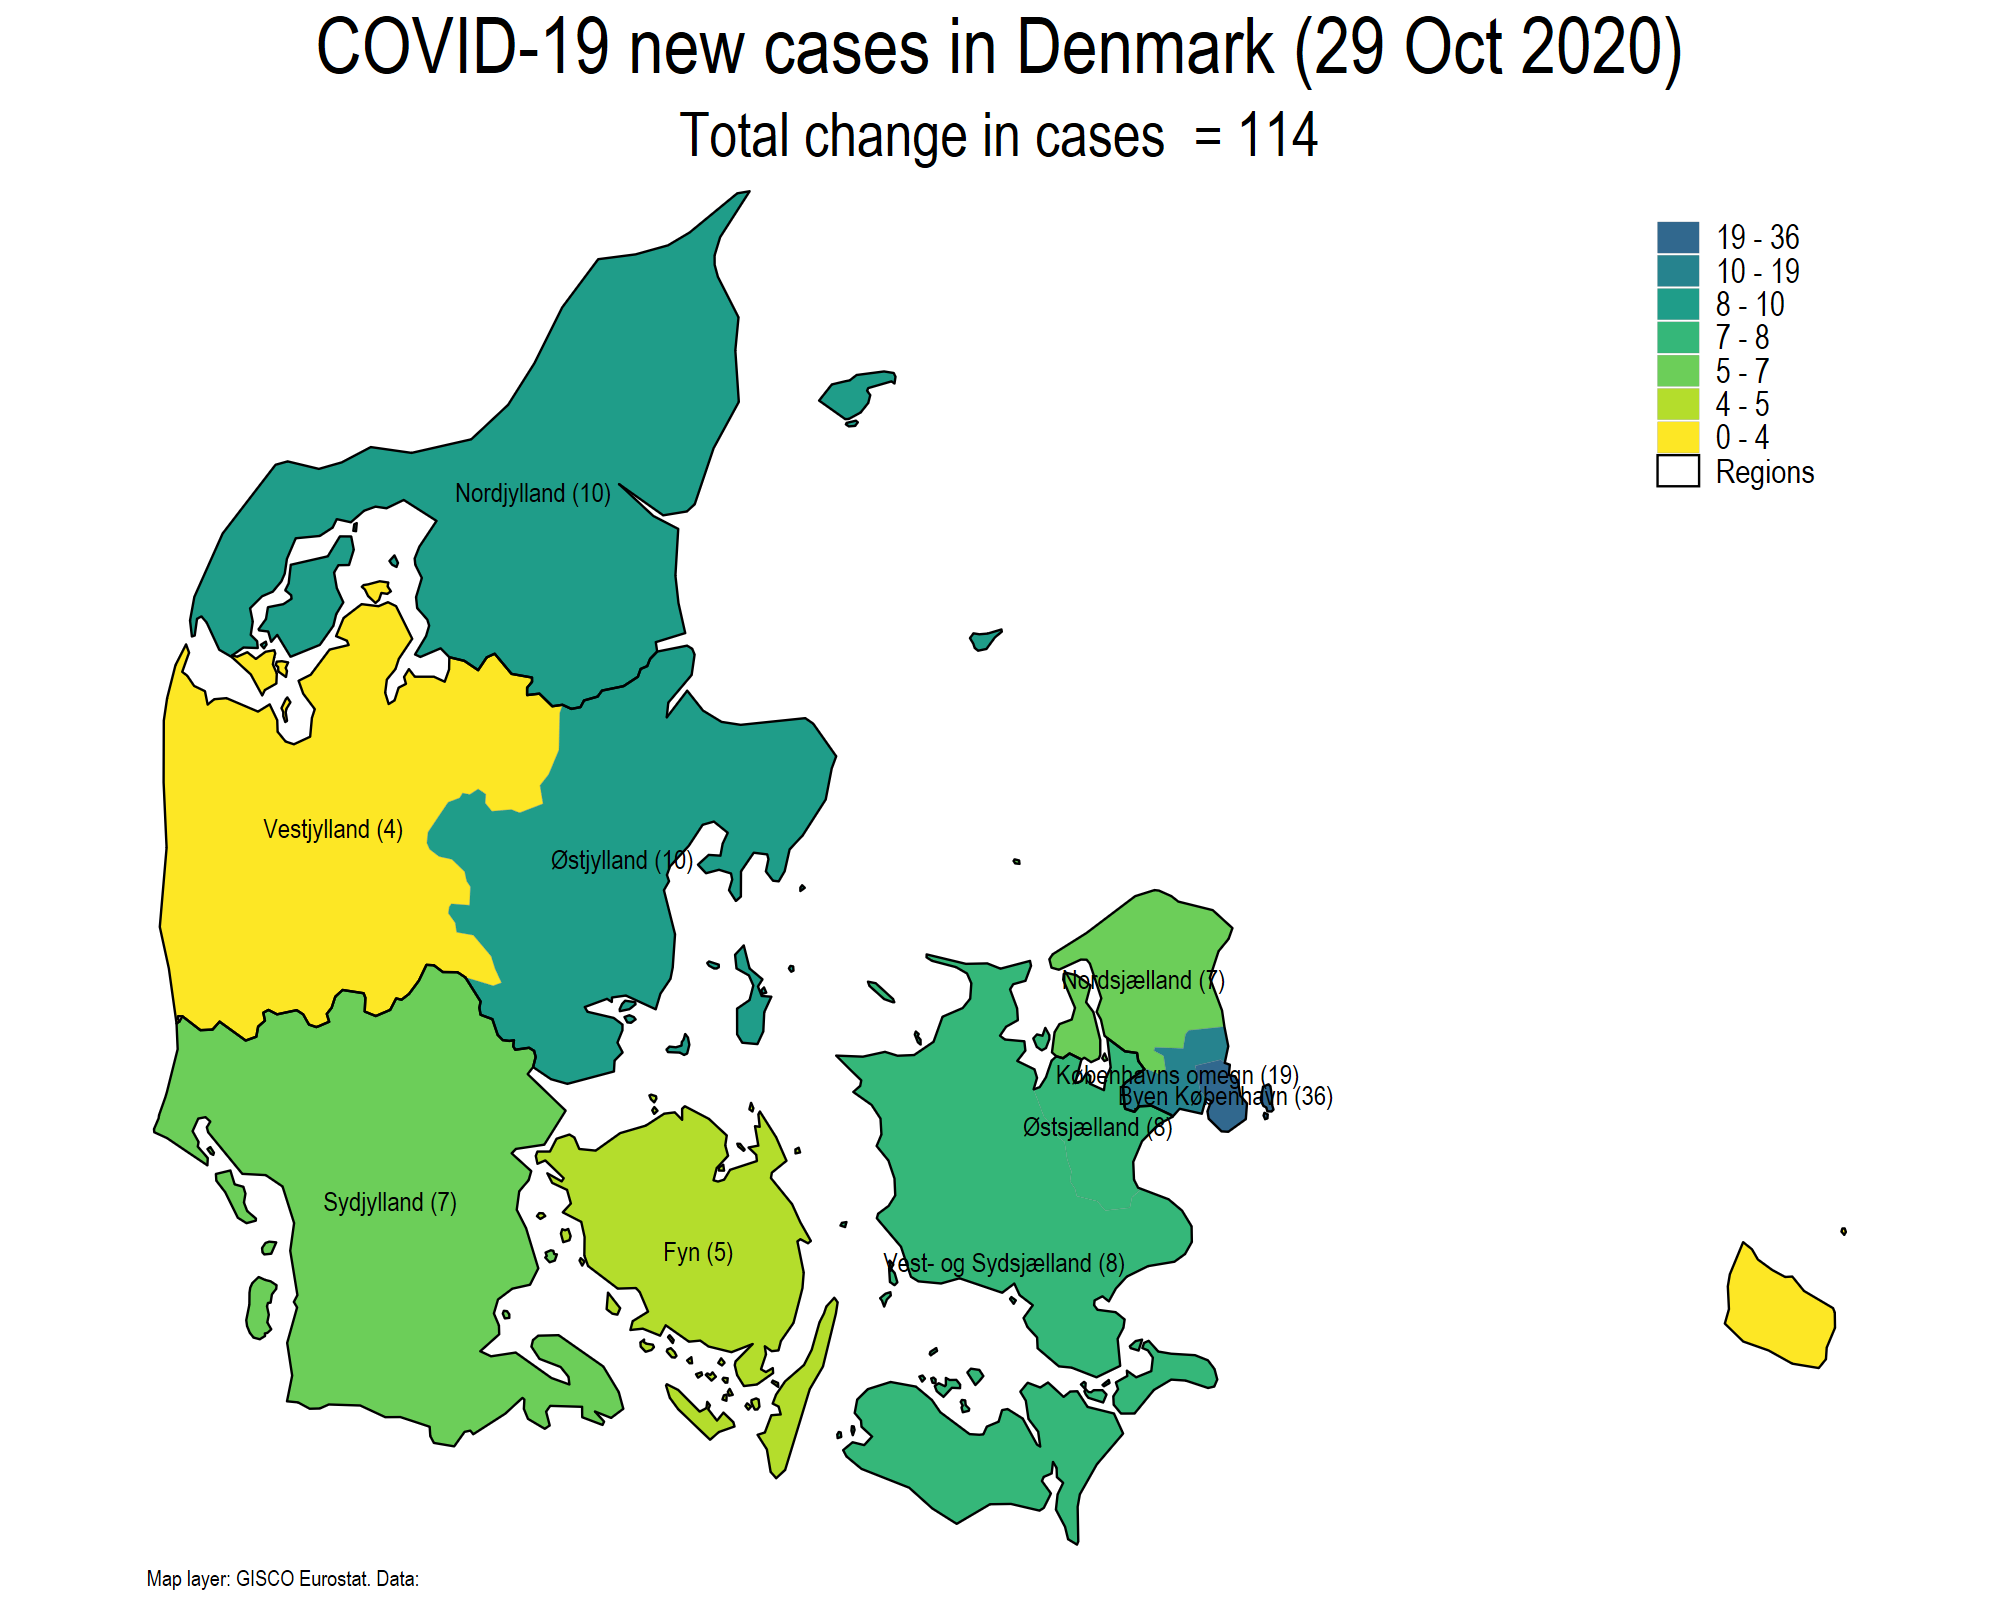 COVID-19 new cases in Denmark (29 Oct 2020)
Total change in cases  = 114
19 - 36
10 - 19
8 - 10
7 - 8
5 - 7
4 - 5
0 - 4
Regions
Nordjylland (10)
Vestjylland (4)
Østjylland (10)
Nordsjælland (7)
Københavns omegn (19)
Byen København (36)
Østsjælland (8)
Sydjylland (7)
Fyn (5)
Vest- og Sydsjælland (8)
Map layer: GISCO Eurostat. Data: